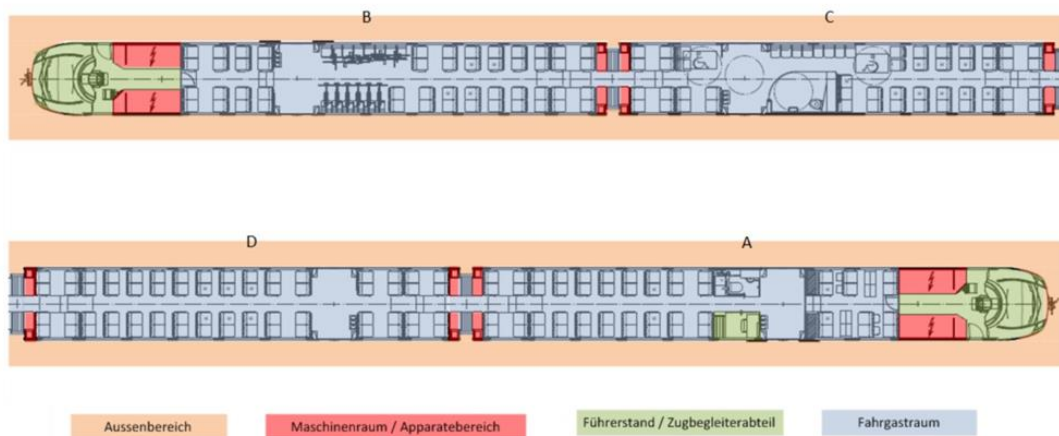 B
C
D
A
Aussenbereich
Maschinenraum / Apparatebereich
Führerstand / Zugbegleiterabteil
Fahrgastraum